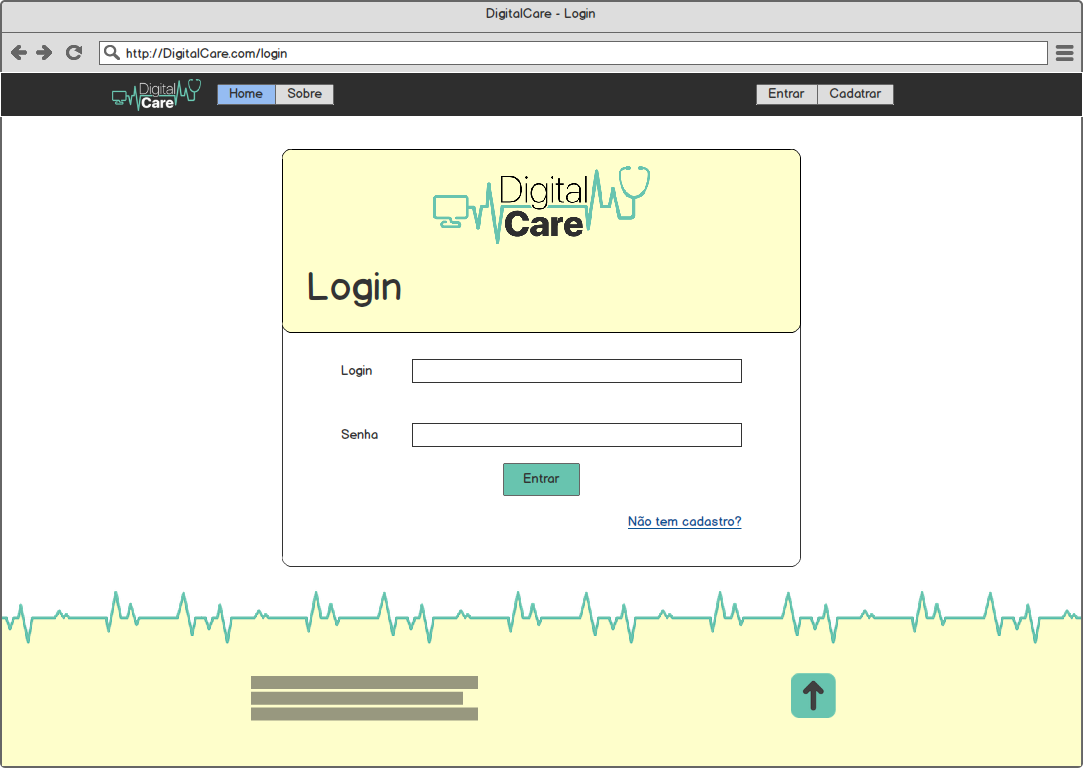 DigitalCare - Login
http://DigitalCare.com/login
Digital
Care
Home
Sobre
Entrar
Cadatrar
Digital
Care
Login
Login
Senha
Entrar
Não tem cadastro?